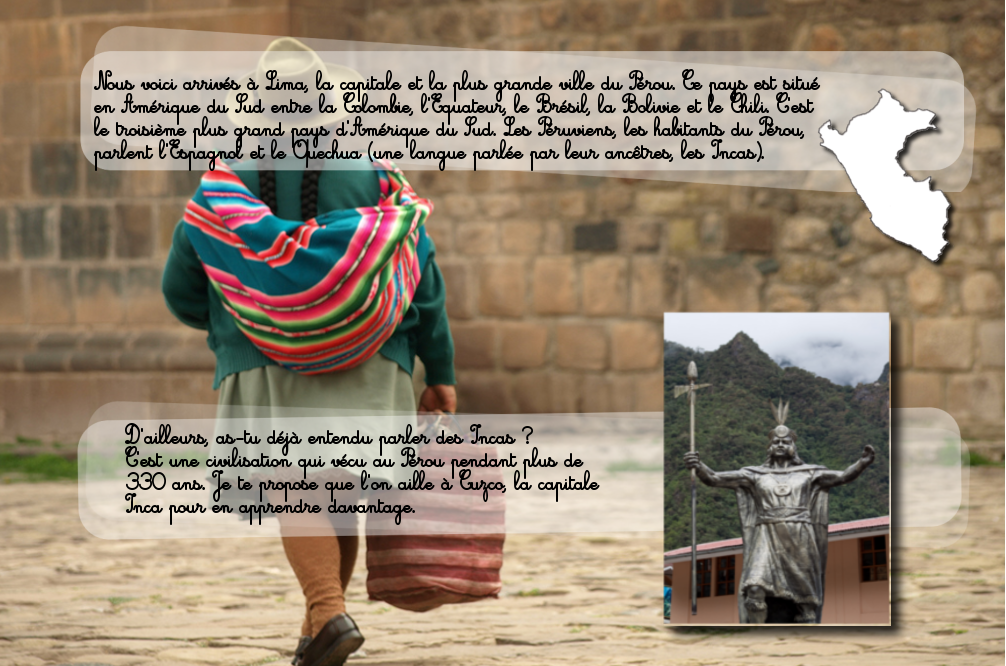 Nous voici arrivés à Lima, la capitale et la plus grande ville du Pérou. Ce pays est situé
en Amérique du Sud entre la Colombie, l'Equateur, le Brésil, la Bolivie et le Chili. C'est
le troisième plus grand pays d'Amérique du Sud. Les Péruviens, les habitants du Pérou,
parlent l'Espagnol et le Quechua (une langue parlée par leur ancêtres, les Incas).
D'ailleurs, as-tu déjà entendu parler des Incas ?
C'est une civilisation qui vécu au Pérou pendant plus de
330 ans. Je te propose que l'on aille à Cuzco, la capitale
Inca pour en apprendre davantage.